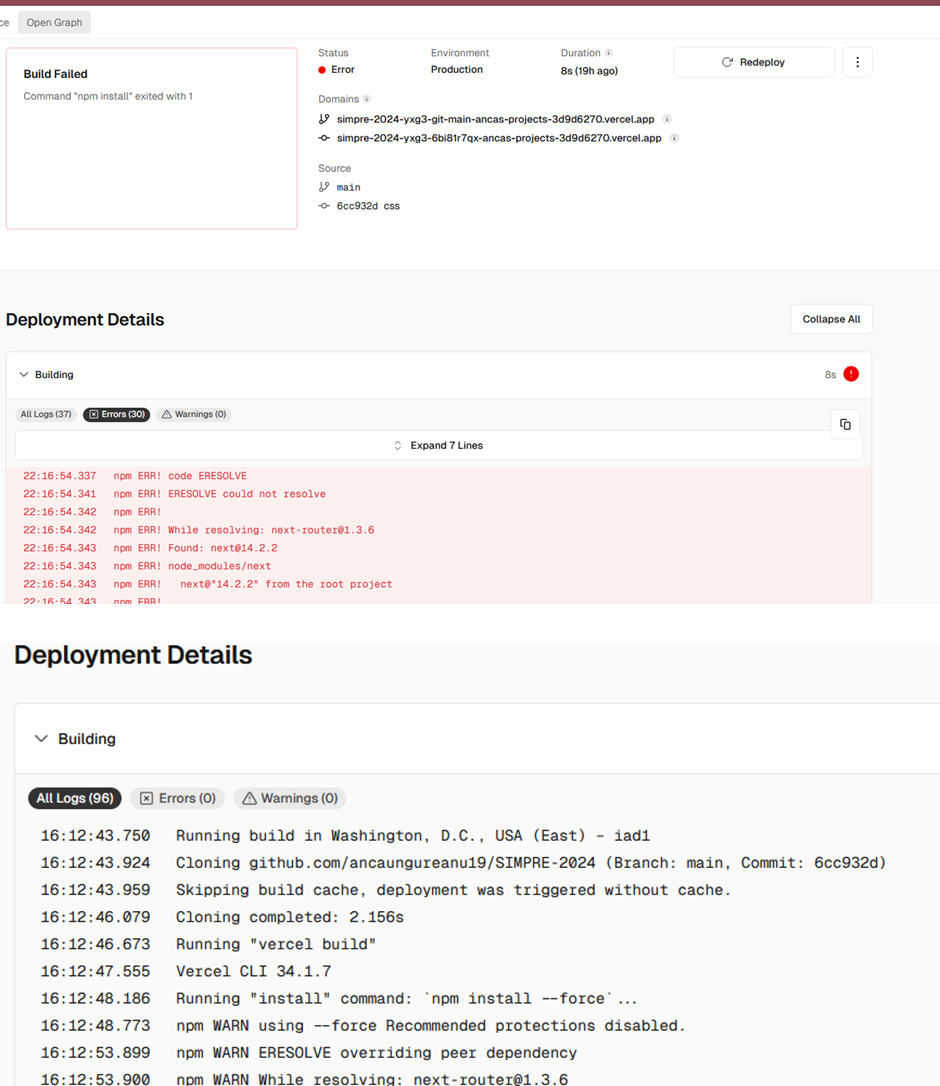 ce Open Graph
Build Failed
Command "npm install" exited with 1
Status Environment Duration
Error Production 8s (19h ago)
Redeploy
Domains
simpre-2024-yxg3-git-main-ancas-projects-3d9d6270.vercel.app
simpre-2024-yxg3-6bi81r7qx-ancas-projects-3d9d6270.vercel.app
Source
main
6cc932d css
Deployment Details
Collapse All
Building 8s
All Logs (37) Errors (30) Warnings (0)
Expand 7 Lines
22:16:54.337 npm ERR! code ERESOLVE
22:16:54.341 npm ERR! ERESOLVE could not resolve
22:16:54.342 npm ERR!
22:16:54.342 npm ERR! While resolving: next-router@1.3.6
22:16:54.343 npm ERR! Found: next@14.2.2
22:16:54.343 npm ERR! node_modules/next
22:16:54.343 npm ERR! next@"14.2.2" from the root project
22:16:54.343 npm ERR!
Deployment Details
Building
All Logs (96) Errors (0) Warnings (0)
16:12:43.750 Running build in Washington, D.C., USA (East) – iad1
16:12:43.924 Cloning github.com/ancaungureanu19/SIMPRE-2024 (Branch: main, Commit: 6cc932d)
16:12:43.959 Skipping build cache, deployment was triggered without cache.
16:12:46.079 Cloning completed: 2.156s
16:12:46.673 Running "vercel build"
16:12:47.555 Vercel CLI 34.1.7
16:12:48.186 Running "install" command: `npm install --force`...
16:12:48.773 npm WARN using --force Recommended protections disabled.
16:12:53.899 npm WARN ERESOLVE overriding peer dependency
16:12:53.900 npm WARN While resolving: next-router@1.3.6